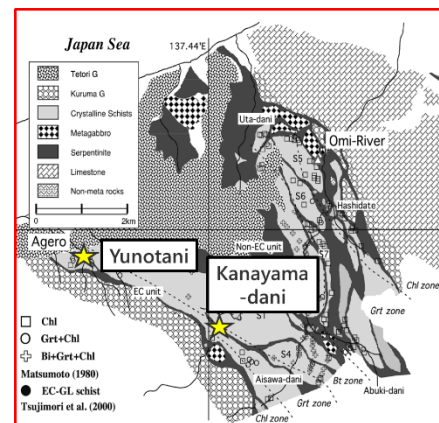 Japan Sea
137.44'E
Tetori G
Kuruma G
Crystalline Schists
Metagabbro
Serpentinite
Limestone
Non-meta rocks
0
2km
Uta-dani
Omi-River
S5
S6
Hashidate
S7
Agero
Yunotani
Non-EC unit
Kanayama
-dani
EC unit
Chl zone
Grt zone
S1
S4
Bt zone
Abuki-dani
Aisawa-dani
Grt zone
Chl zone
Chl
Grt+Chl
Bi+Grt+Chl
Matsumoto (1980)
EC-GL schist
Tsujimori et al. (2000)